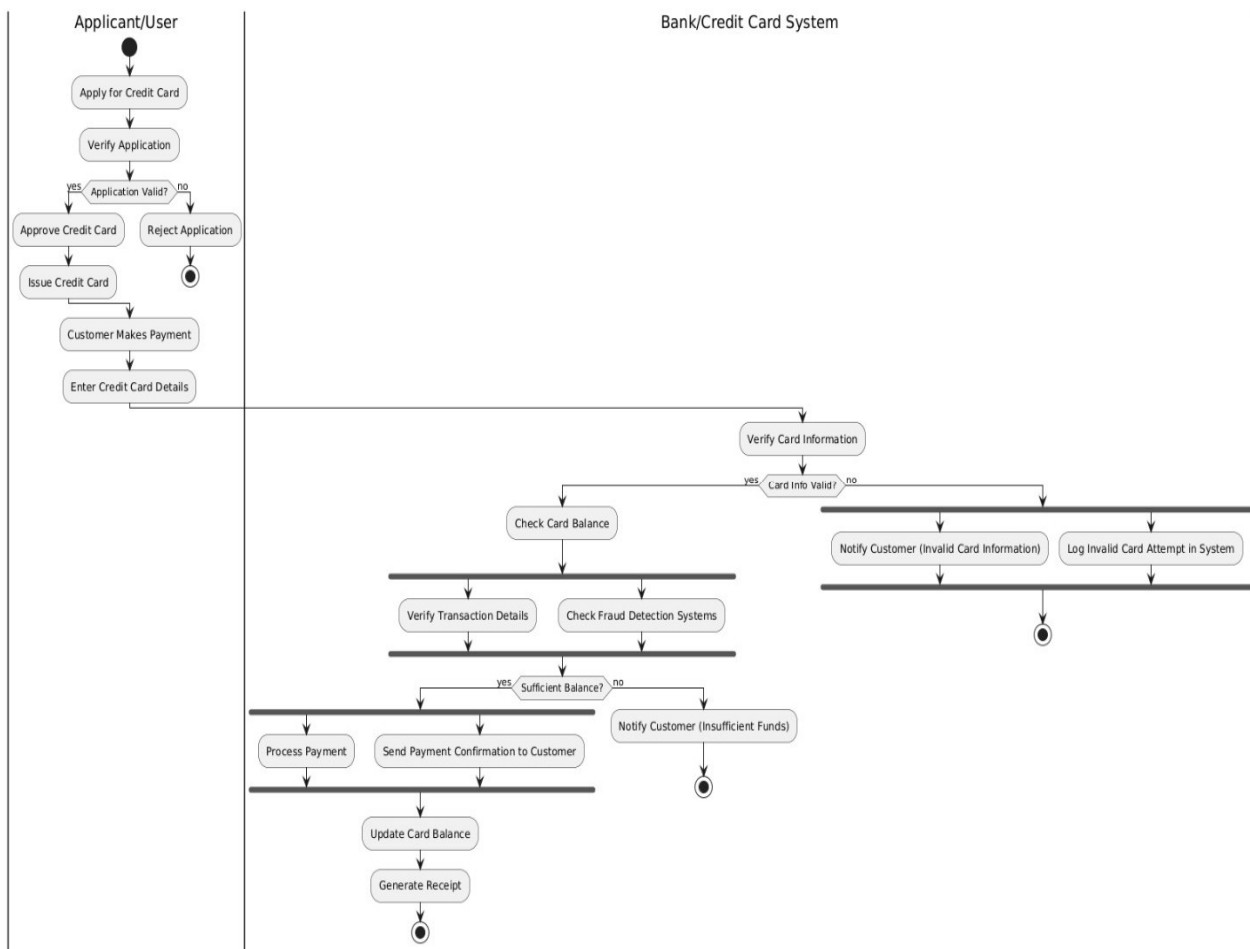 Applicant/User
Bank/Credit Card System
Apply for Credit Card
Verify Application
yes
Application Valid?
no
Approve Credit Card
Reject Application
Issue Credit Card
Customer Makes Payment
Enter Credit Card Details
Verify Card Information
yes
Card Info Valid?
no
Check Card Balance
Notify Customer (Invalid Card Information)
Log Invalid Card Attempt in System
Verify Transaction Details
Check Fraud Detection Systems
yes
Sufficient Balance?
no
Process Payment
Send Payment Confirmation to Customer
Notify Customer (Insufficient Funds)
Update Card Balance
Generate Receipt